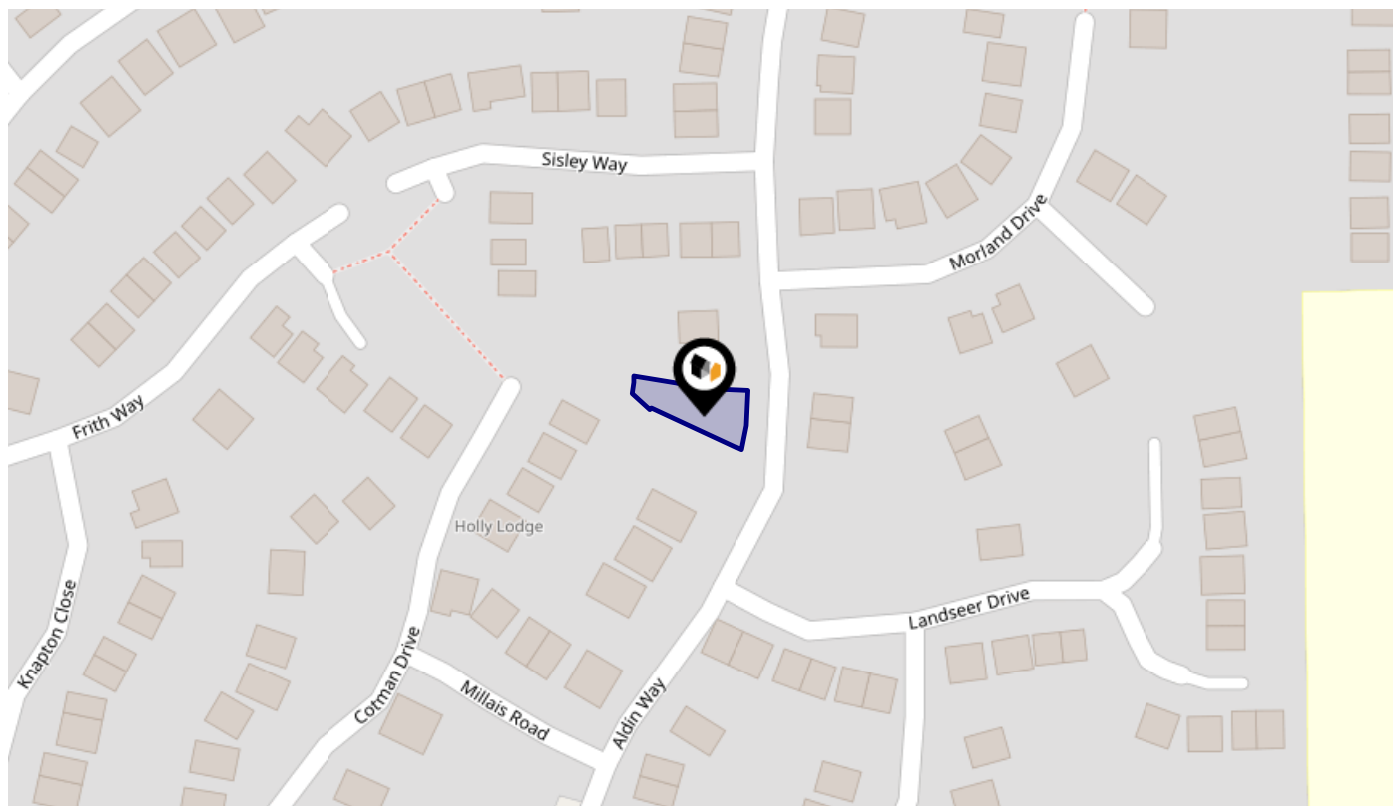 Sisley Way
Morland Drive
Frith Way
Holly Lodge
Knapton Close
Landseer Drive
Cotman Drive
Millais Road
Aldin Way